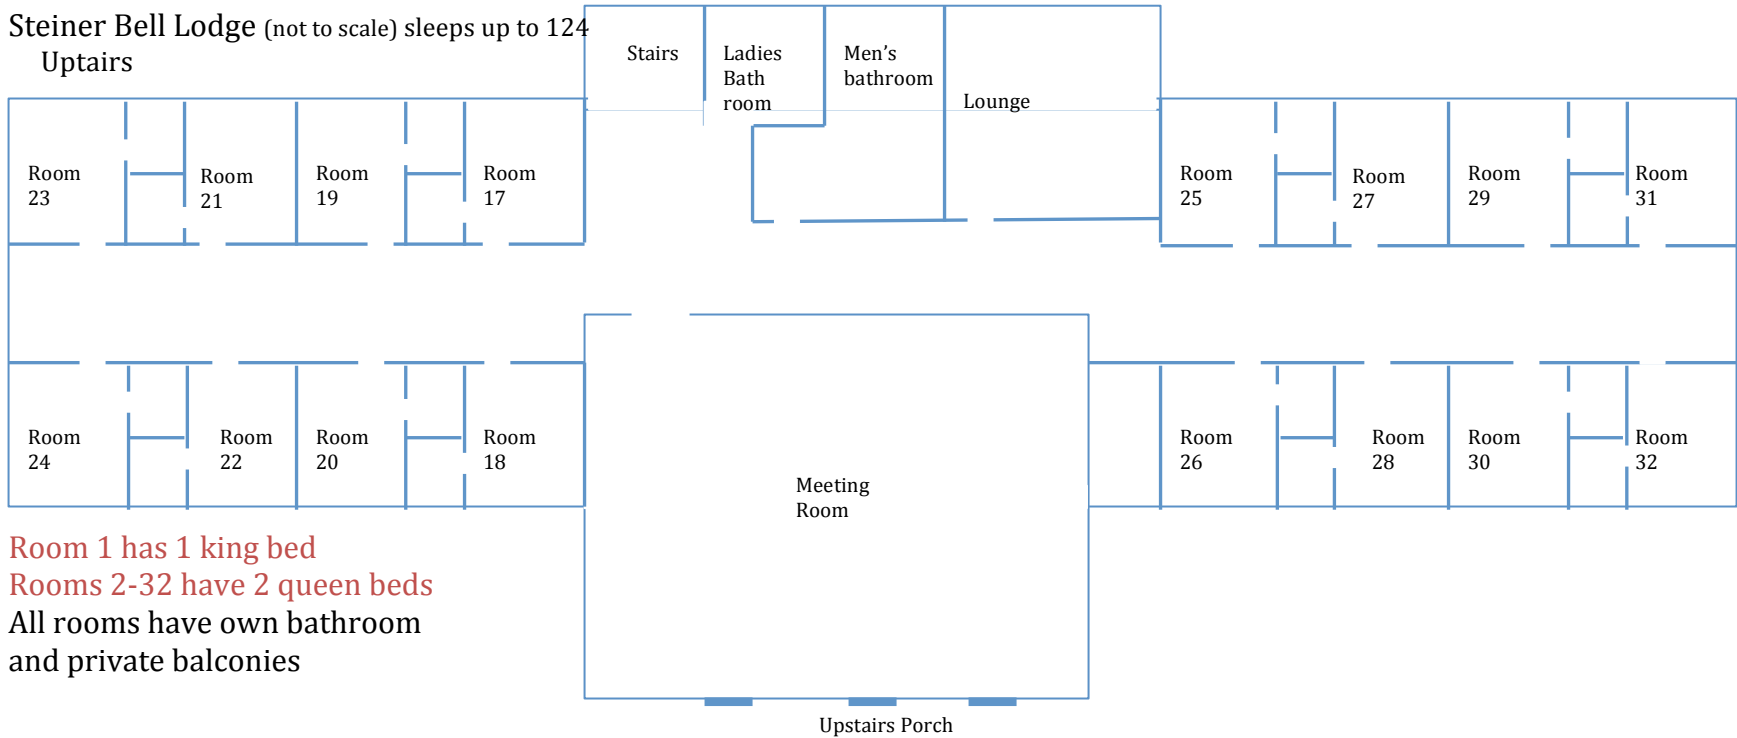 Steiner Bell Lodge (not to scale) sleeps up to 124
Uptairs
Stairs
Ladies
Bath
room
Men's
bathroom
Lounge
Room
23
Room
21
Room
19
Room
17
Room
25
Room
27
Room
29
Room
31
Room
24
Room
22
Room
20
Room
18
Room
26
Room
28
Room
30
Room
32
Meeting
Room
Room 1 has 1 king bed
Rooms 2-32 have 2 queen beds
All rooms have own bathroom
and private balconies
Upstairs Porch